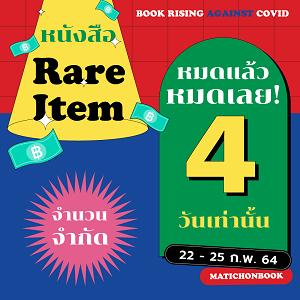 BOOK RISING AGAINST COVID
หนังสือ
Rare
Item
฿
฿
฿
หมดแล้ว
หมดเลย!
4
วันเท่านั้น
จำนวน
จำกัด
22 - 25 ก.พ. 64
MATICHONBOOK